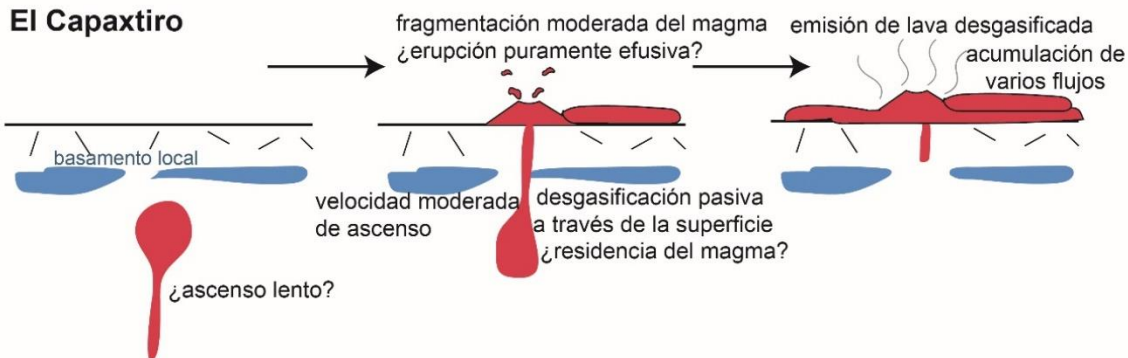 El Capaxtiro
fragmentación moderada del magma
¿erupción puramente efusiva?
emisión de lava desgasificada
acumulación de
varios flujos
basamento local
¿ascenso lento?
velocidad moderada
de ascenso
desgasificación pasiva
a través de la superficie
¿residencia del magma?